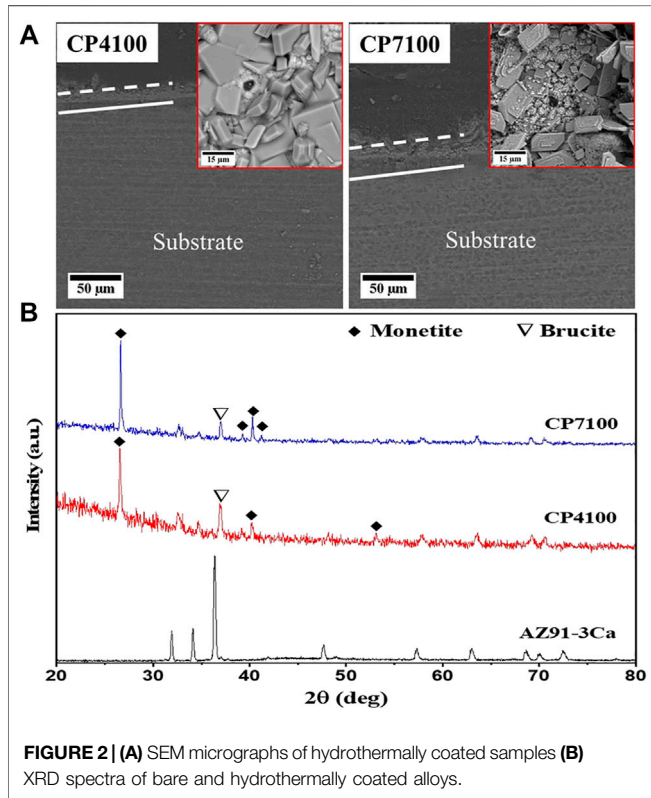 A
CP4100
15 µm
Substrate
50 µm
CP7100
15 µm
Substrate
50 µm
B
◆ Monetite ▽ Brucite
CP7100
CP4100
AZ91-3Ca
Intensity (a.u.)
20 30 40 50 60 70 80
2θ (deg)
FIGURE 2 | (A) SEM micrographs of hydrothermally coated samples (B)
XRD spectra of bare and hydrothermally coated alloys.